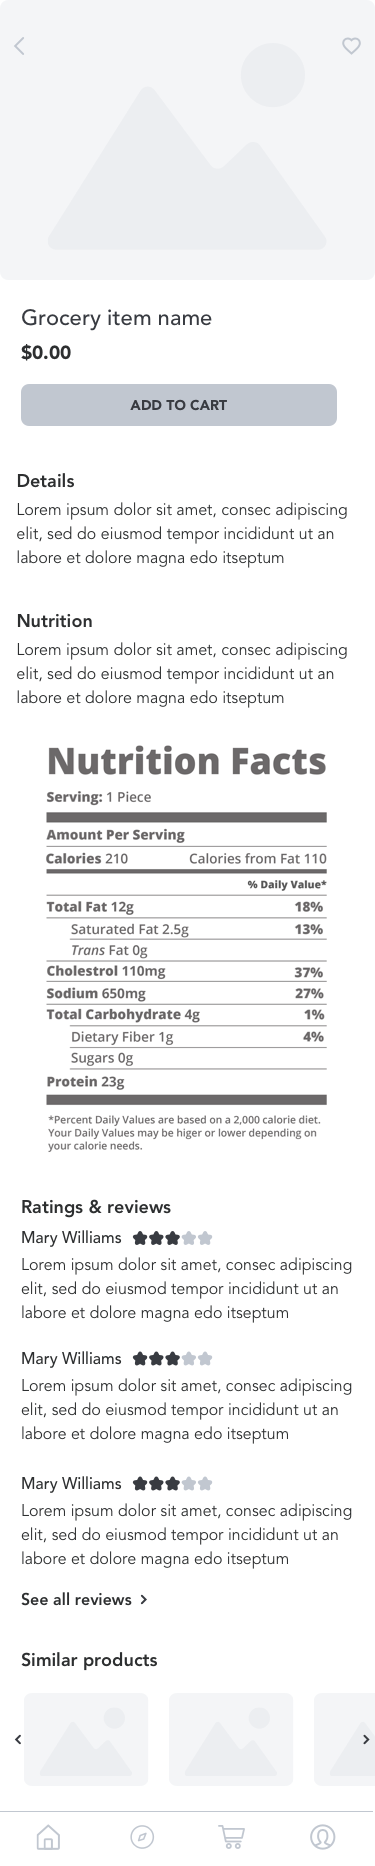 Grocery item name
$0.00
ADD TO CART
Details
Lorem ipsum dolor sit amet, consec adipiscing
elit, sed do eiusmod tempor incididunt ut an
labore et dolore magna edo itseptum
Nutrition
Lorem ipsum dolor sit amet, consec adipiscing
elit, sed do eiusmod tempor incididunt ut an
labore et dolore magna edo itseptum
Nutrition Facts
Serving: 1 Piece
Amount Per Serving
Calories 210 Calories from Fat 110
% Daily Value*
Total Fat 12g 18%
Saturated Fat 2.5g 13%
Trans Fat 0g
Cholestrol 110mg 37%
Sodium 650mg 27%
Total Carbohydrate 4g 1%
Dietary Fiber 1g 4%
Sugars 0g
Protein 23g
*Percent Daily Values are based on a 2,000 calorie diet.
Your Daily Values may be higer or lower depending on
your calorie needs.
Ratings & reviews
Mary Williams
Lorem ipsum dolor sit amet, consec adipiscing
elit, sed do eiusmod tempor incididunt ut an
labore et dolore magna edo itseptum
Mary Williams
Lorem ipsum dolor sit amet, consec adipiscing
elit, sed do eiusmod tempor incididunt ut an
labore et dolore magna edo itseptum
Mary Williams
Lorem ipsum dolor sit amet, consec adipiscing
elit, sed do eiusmod tempor incididunt ut an
labore et dolore magna edo itseptum
See all reviews
Similar products